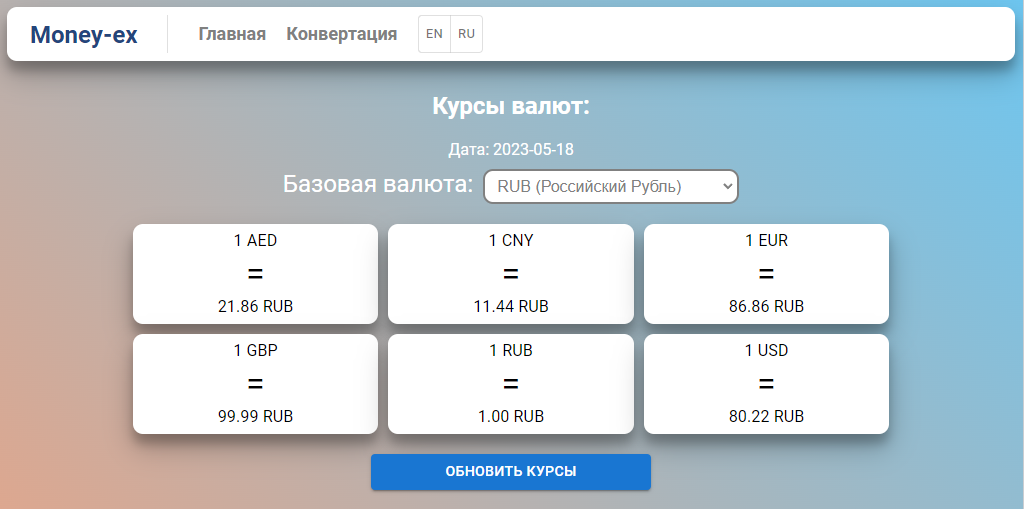 Money-ex Главная Конвертация EN RU
Курсы валют:
Дата: 2023-05-18
Базовая валюта: RUB (Российский Рубль)
1 AED 1 CNY 1 EUR
= = =
21.86 RUB 11.44 RUB 86.86 RUB
1 GBP 1 RUB 1 USD
= = =
99.99 RUB 1.00 RUB 80.22 RUB
ОБНОВИТЬ КУРСЫ